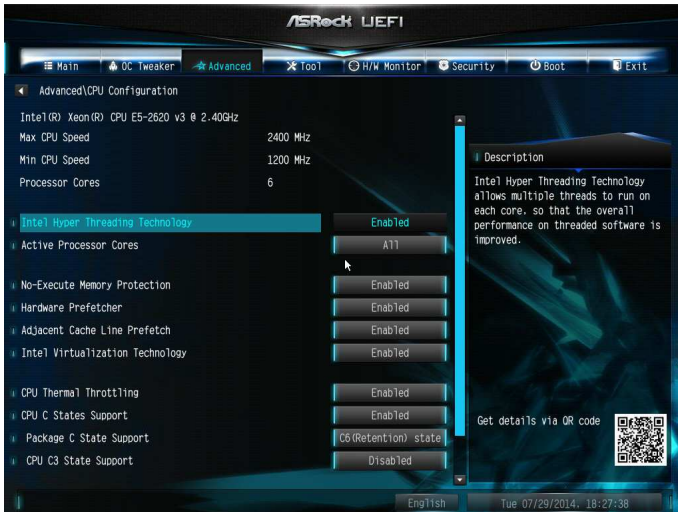 ASRock UEFI
Main OC Tweaker Advanced Tool H/W Monitor Security Boot Exit
Advanced\CPU Configuration
Intel(R) Xeon(R) CPU E5-2620 v3 @ 2.40GHz
Max CPU Speed 2400 MHz
Min CPU Speed 1200 MHz
Processor Cores 6
Intel Hyper Threading Technology Enabled
Active Processor Cores All
No-Execute Memory Protection Enabled
Hardware Prefetcher Enabled
Adjacent Cache Line Prefetch Enabled
Intel Virtualization Technology Enabled
CPU Thermal Throttling Enabled
CPU C States Support Enabled
Package C State Support C6(Retention) state
CPU C3 State Support Disabled
Description
Intel Hyper Threading Technology
allows multiple threads to run on
each core. so that the overall
performance on threaded software is
improved.
Get details via QR code
English Tue 07/29/2014. 18:27:38